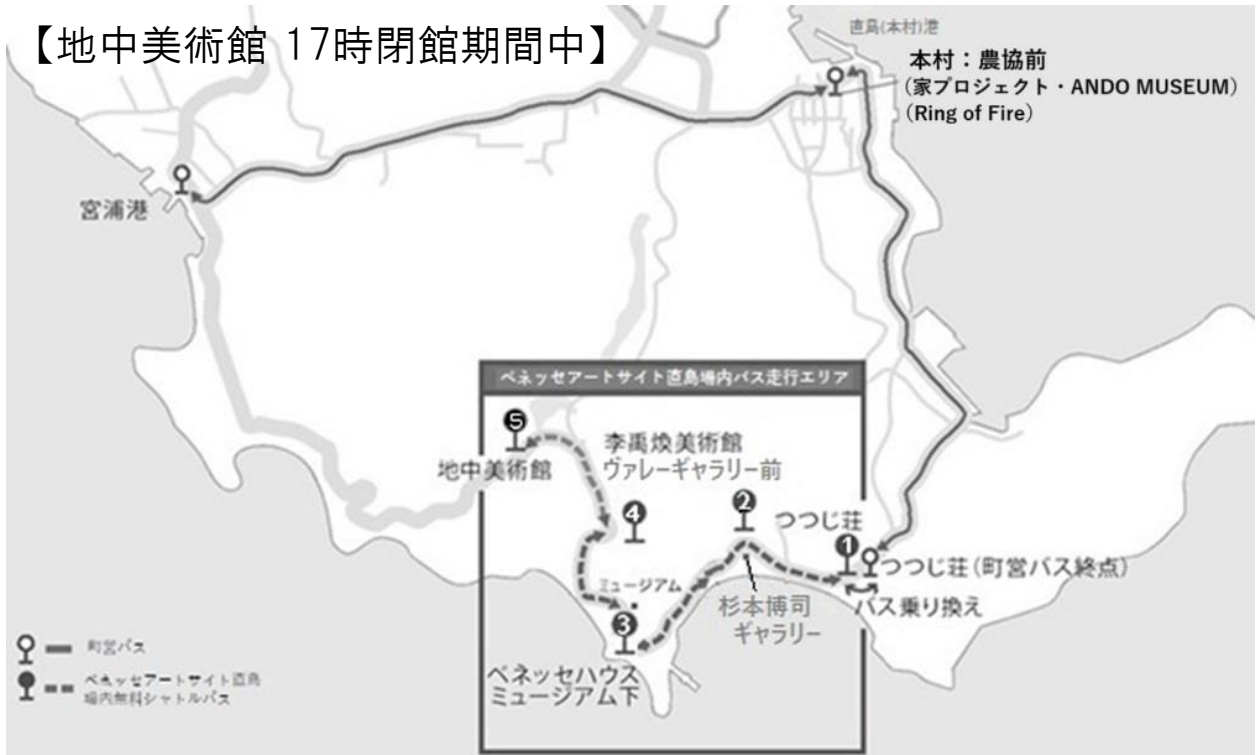 【地中美術館 17時閉館期間中】
直島(本村)港
本村：農協前
(家プロジェクト・ANDO MUSEUM)
(Ring of Fire)
宮浦港
ベネッセアートサイト直島場内バス走行エリア
5
地中美術館
李禹煥美術館
ヴァレーギャラリー前
4
2
つつじ荘
1
つつじ荘(町営バス終点)
バス乗り換え
杉本博司
ギャラリー
ミュージアム
3
ベネッセハウス
ミュージアム下
町営バス
ベネッセアートサイト直島
場内無料シャトルバス